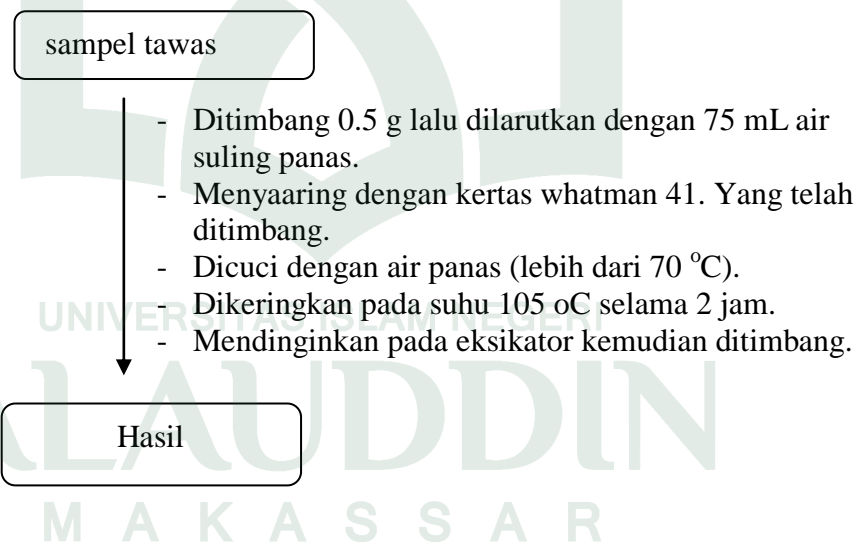 sampel tawas
- Ditimbang 0.5 g lalu dilarutkan dengan 75 mL air
suling panas.
- Menyaaring dengan kertas whatman 41. Yang telah
ditimbang.
- Dicuci dengan air panas (lebih dari 70 °C).
UNIVERSITAS ISLAM NEGERI
- Dikeringkan pada suhu 105 oC selama 2 jam.
- Mendinginkan pada eksikator kemudian ditimbang.
ALAUDDIN
Hasil
MAKASSAR